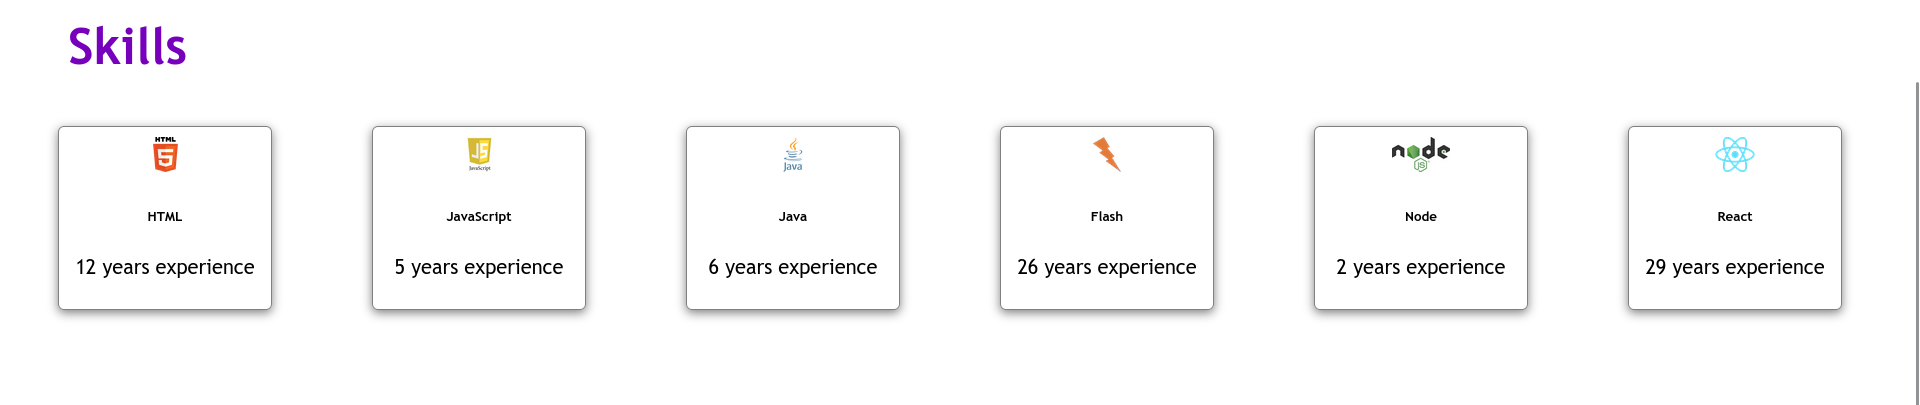 Skills
HTML
5
HTML
12 years experience
JS
JavaScript
JavaScript
5 years experience
Java
Java
6 years experience
Flash
26 years experience
node
JS
Node
2 years experience
React
29 years experience